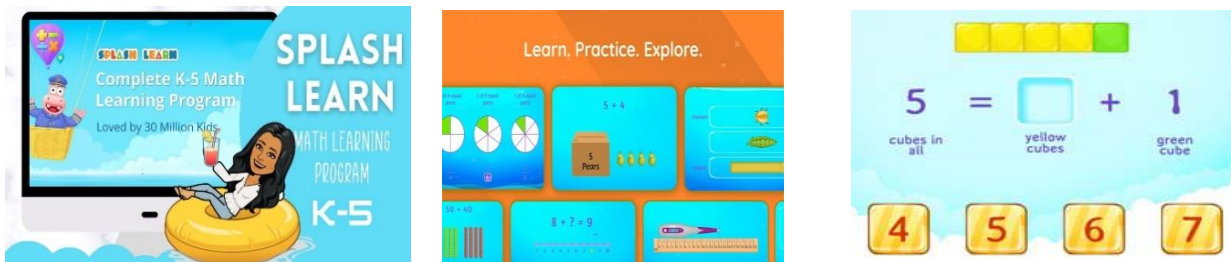 SPLASH LEARN
Complete K-5 Math
Learning Program
Loved by 30 Million Kids
SPLASH
LEARN
MATH LEARNING
PROGRAM
K-5
Learn. Practice. Explore.
5 + 4
5
Pears
50 + 40
8 + ? = 9
5 = + 1
cubes in all
yellow cubes
green cube
4 5 6 7